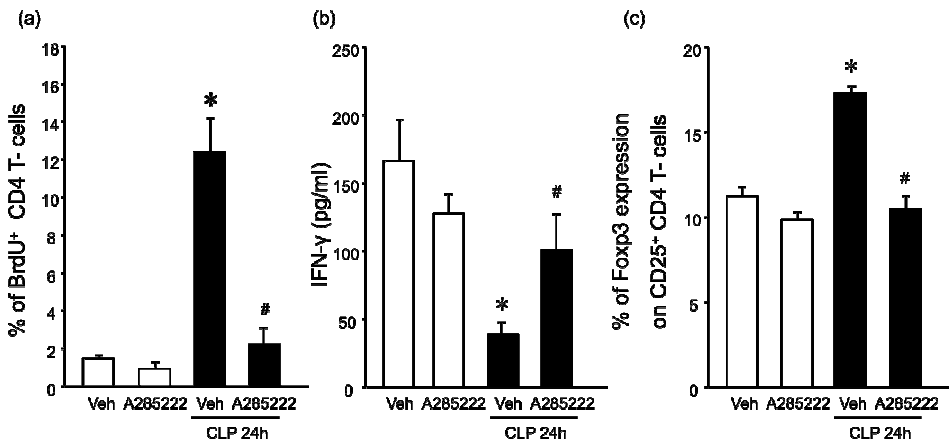 (a)
% of BrdU⁺ CD4 T- cells
18
16
14
12
10
8
6
4
2
0
*
#
Veh A285222 Veh A285222
CLP 24h
(b)
IFN-γ (pg/ml)
250
200
150
100
50
0
*
#
Veh A285222 Veh A285222
CLP 24h
(c)
% of Foxp3 expression
on CD25⁺ CD4 T- cells
20
15
10
5
0
*
#
Veh A285222 Veh A285222
CLP 24h